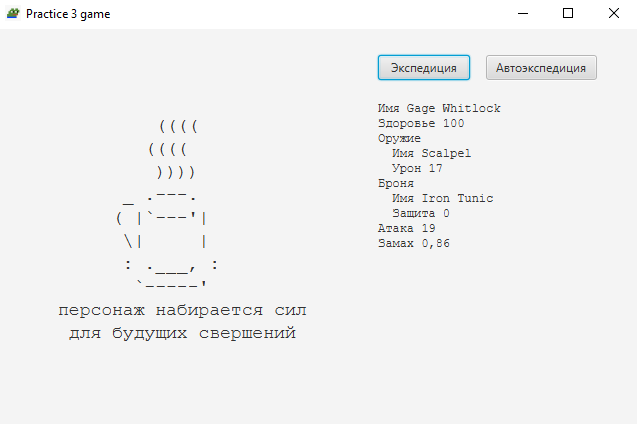 Practice 3 game
Экспедиция
Автоэкспедиция
Имя Gage Whitlock
Здоровье 100
Оружие
Имя Scalpel
Урон 17
Броня
Имя Iron Tunic
Защита 0
Атака 19
Замах 0,86
((((
((((
))))
_ .---.
( |`---'|
\|     |
: .___, :
`-----'
персонаж набирается сил
для будущих свершений